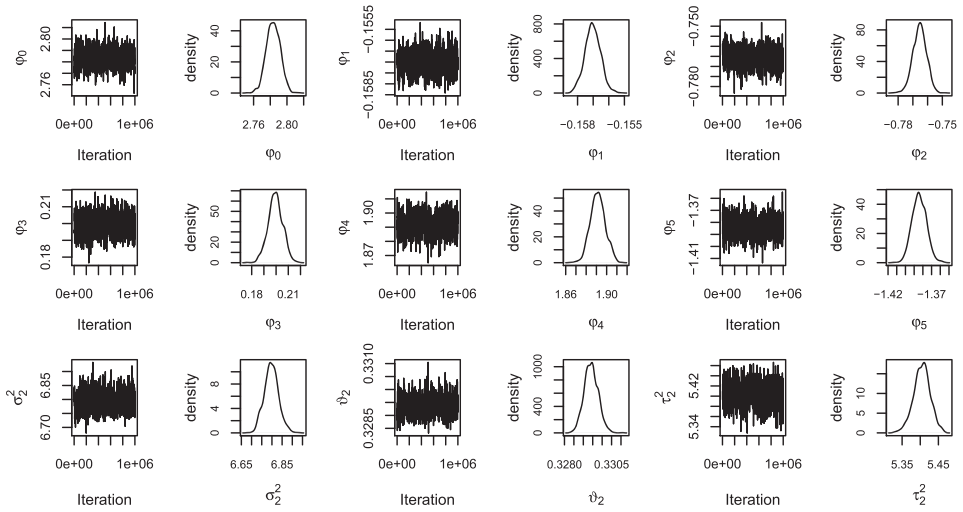 φ0 2.76 2.80 0e+00 1e+06 Iteration
density 0 20 40 2.76 2.80 φ0
φ1 −0.1585 −0.1555 0e+00 1e+06 Iteration
density 0 400 800 −0.158 −0.155 φ1
φ2 −0.780 −0.750 0e+00 1e+06 Iteration
density 0 40 80 −0.78 −0.75 φ2
φ3 0.18 0.21 0e+00 1e+06 Iteration
density 0 20 50 0.18 0.21 φ3
φ4 1.87 1.90 0e+00 1e+06 Iteration
density 0 20 40 1.86 1.90 φ4
φ5 −1.41 −1.37 0e+00 1e+06 Iteration
density 0 20 40 −1.42 −1.37 φ5
σ₂² 6.70 6.85 0e+00 1e+06 Iteration
density 0 4 8 6.65 6.85 σ₂²
ϑ2 0.3285 0.3310 0e+00 1e+06 Iteration
density 0 400 1000 0.3280 0.3305 ϑ2
τ₂² 5.34 5.42 0e+00 1e+06 Iteration
density 0 5 15 5.35 5.45 τ₂²